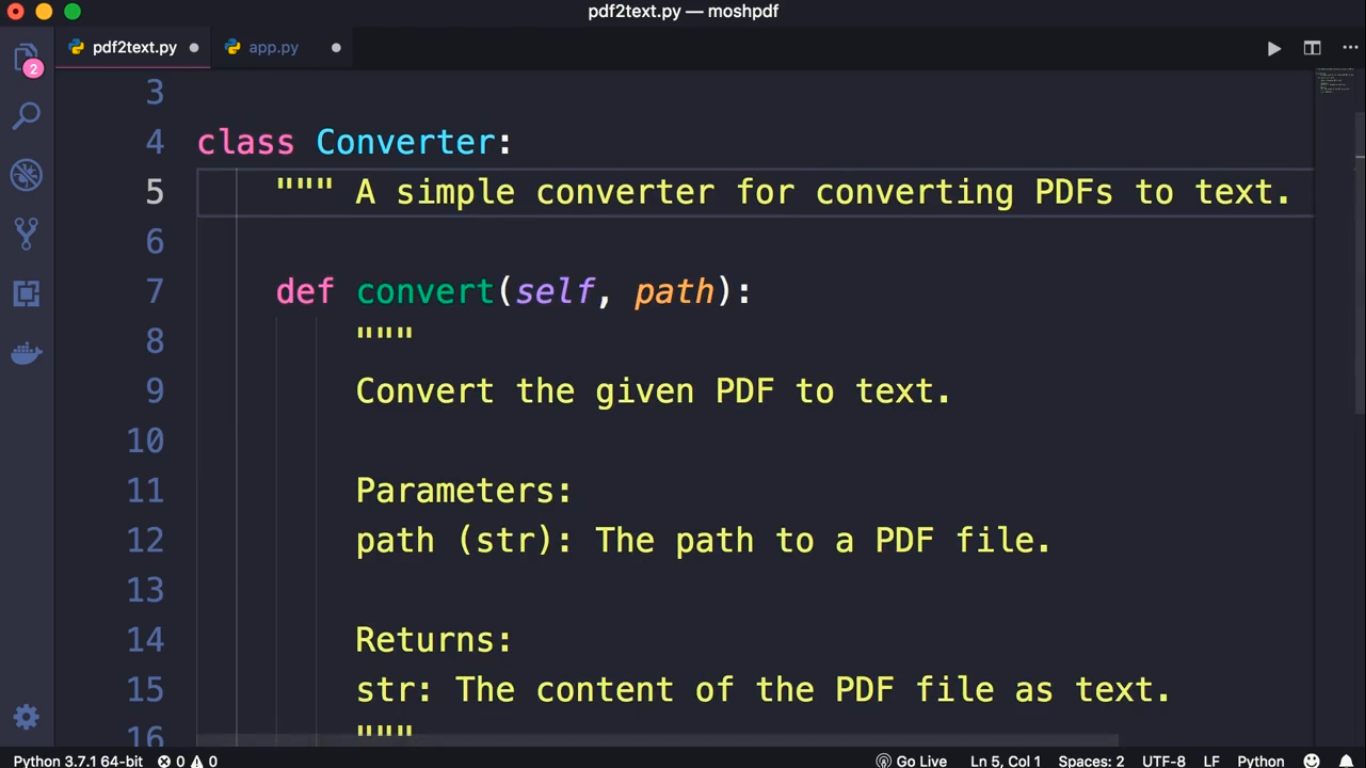 pdf2text.py — moshpdf
pdf2text.py
app.py
2
3
4 class Converter:
5 """ A simple converter for converting PDFs to text.
6
7 def convert(self, path):
8 """
9 Convert the given PDF to text.
10
11 Parameters:
12 path (str): The path to a PDF file.
13
14 Returns:
15 str: The content of the PDF file as text.
16 """
Python 3.7.1 64-bit 0 0 Go Live Ln 5, Col 1 Spaces: 2 UTF-8 LF Python